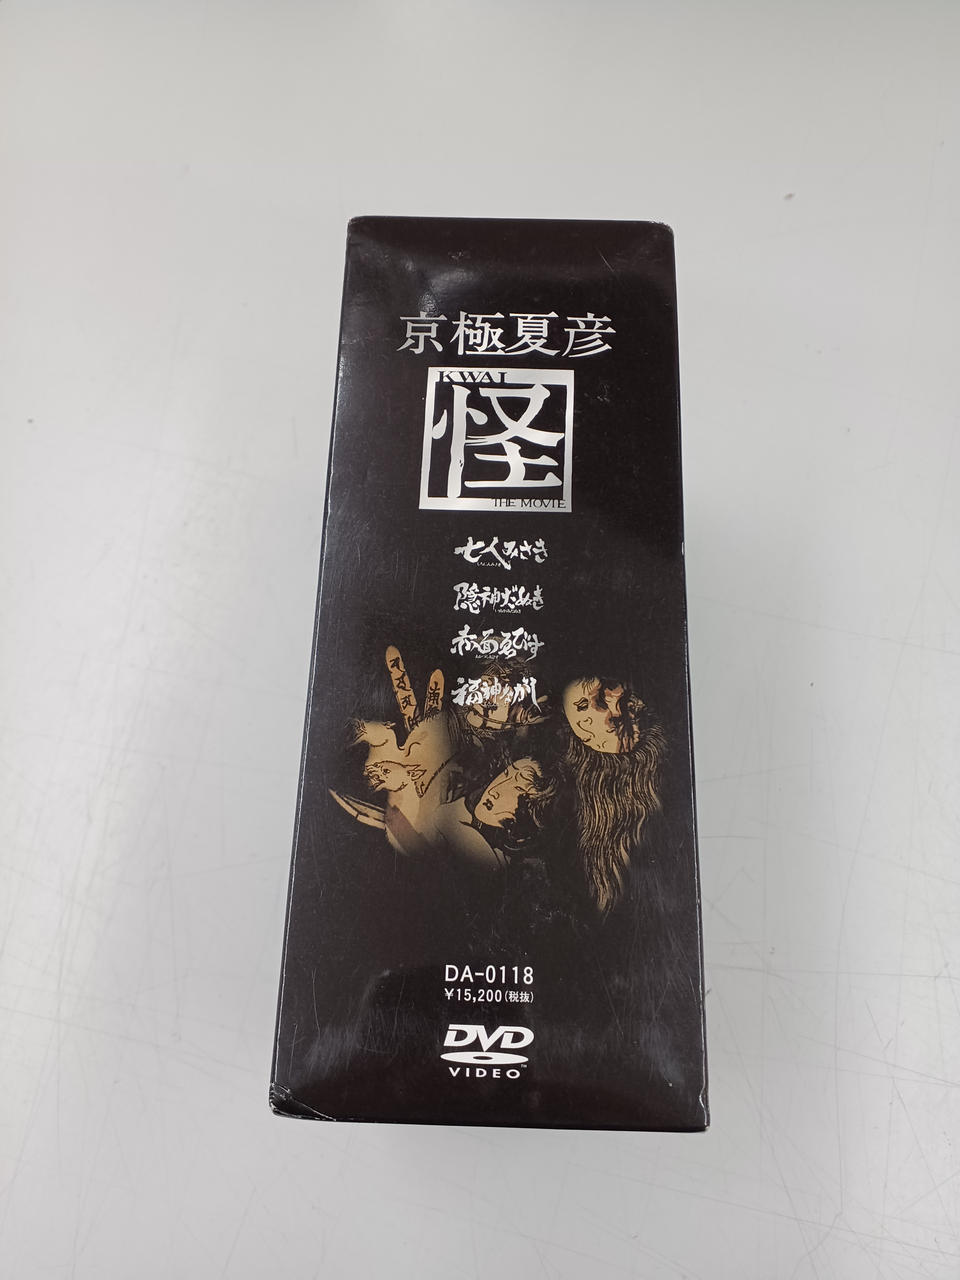 京極夏彦
KWAI
怪
THE MOVIE
七人みさき
隠神だぬき
赤面ゑびす
福神ながし
DA-0118
¥15,200(税抜)
DVD
VIDEO